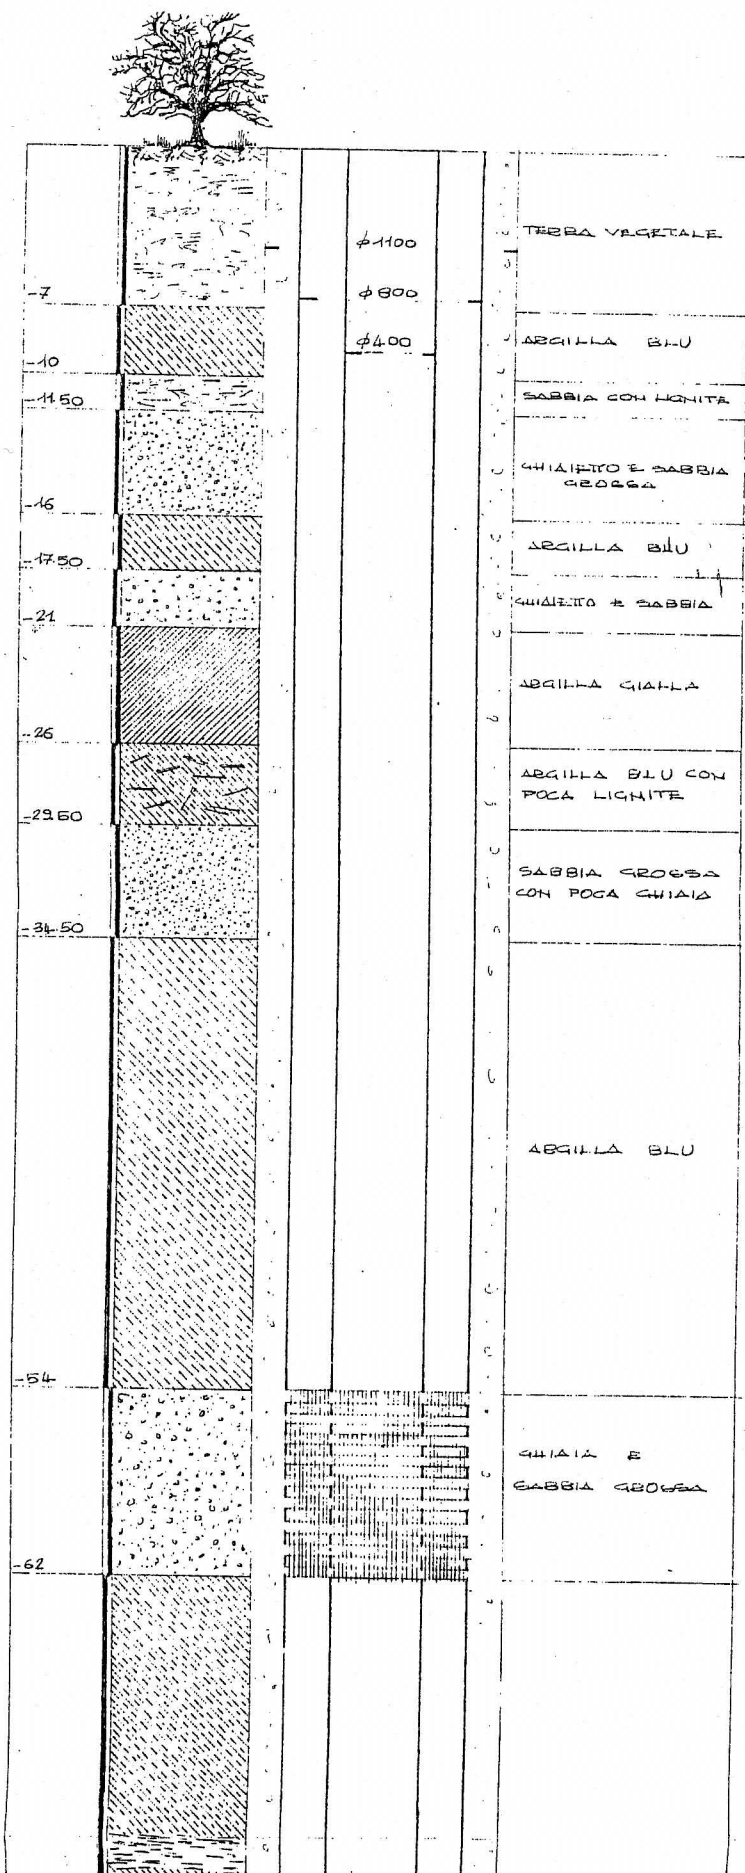 φ1100
TERRA VEGETALE
-7
φ800
φ400
ARGILLA BLU
-10
SABBIA CON LIGNITE
-11.50
GHIAIETTO E SABBIA
GROSSA
-16
ARGILLA BLU
-17.50
GHIAIETTO E SABBIA
-21
ARGILLA GIALLA
-26
ARGILLA BLU CON
POCA LIGNITE
-29.50
SABBIA GROSSA
CON POCA GHIAIA
-34.50
ARGILLA BLU
-54
GHIAIA E
SABBIA GROSSA
-62